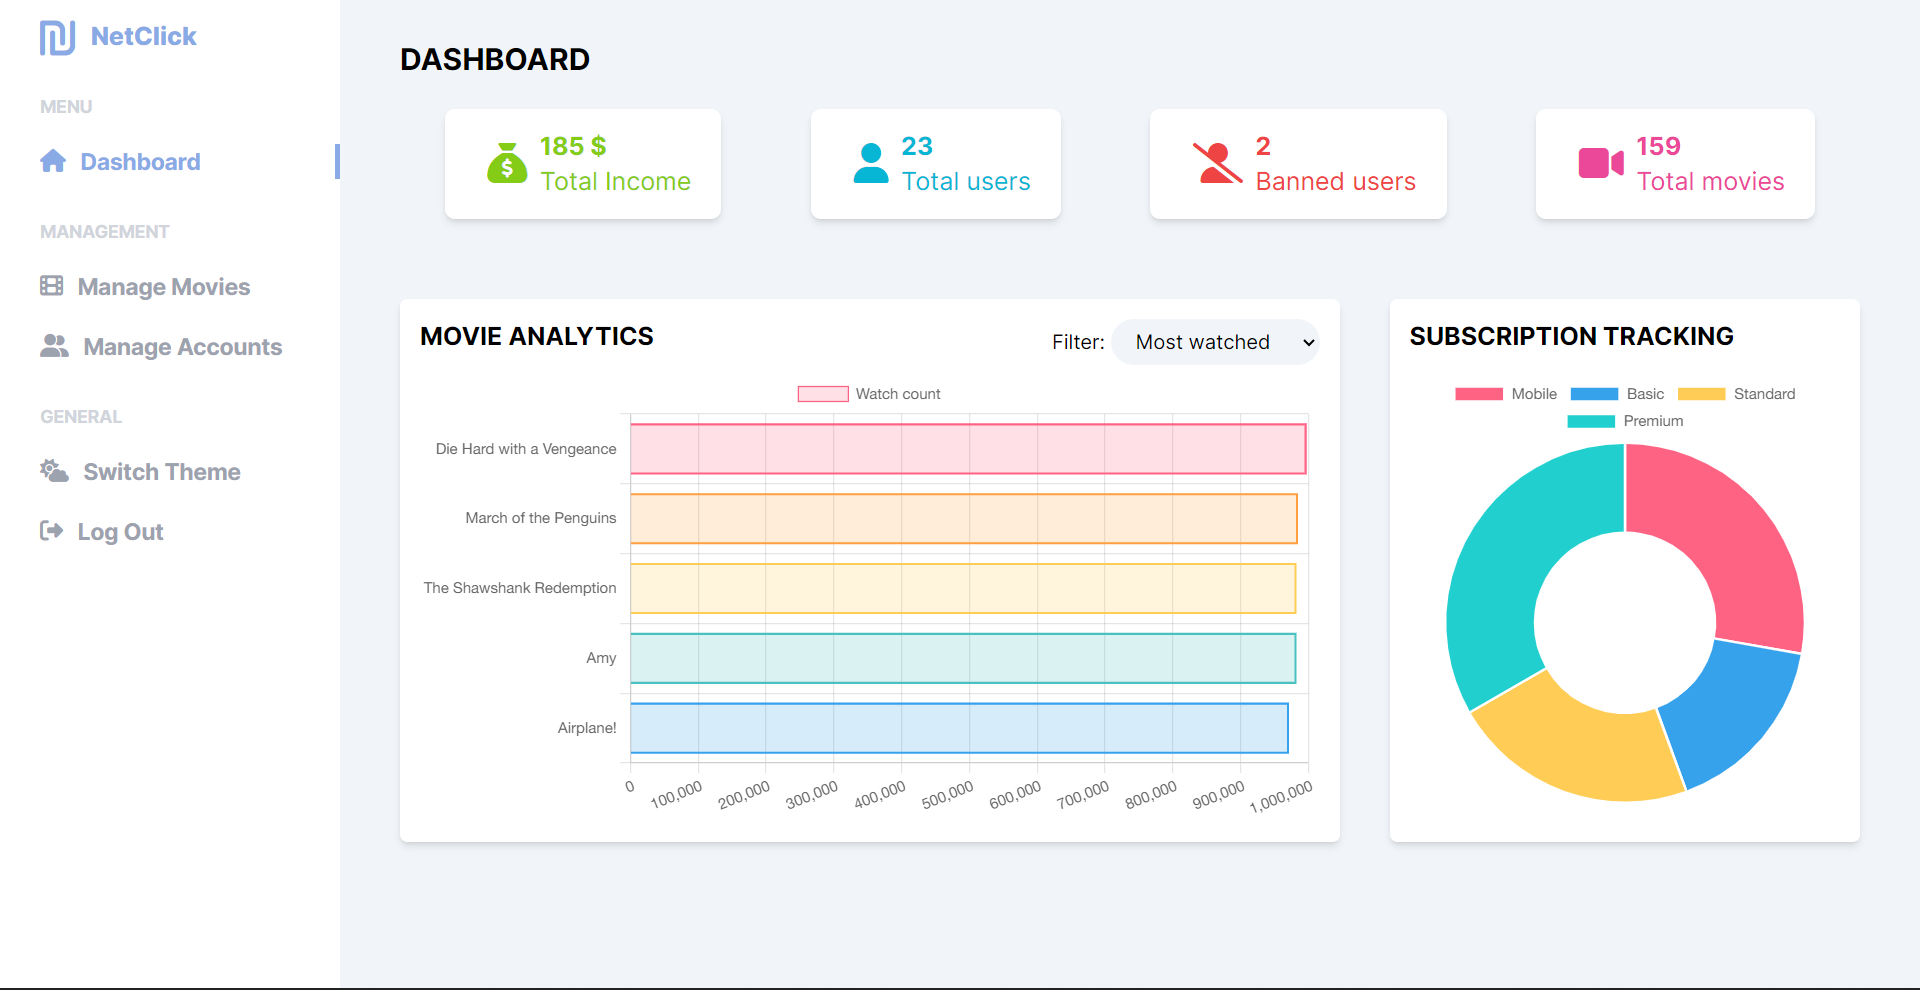 NetClick
MENU
Dashboard
MANAGEMENT
Manage Movies
Manage Accounts
GENERAL
Switch Theme
Log Out
DASHBOARD
185 $
Total Income
23
Total users
2
Banned users
159
Total movies
MOVIE ANALYTICS
Filter: Most watched
Watch count
Die Hard with a Vengeance
March of the Penguins
The Shawshank Redemption
Amy
Airplane!
0 100,000 200,000 300,000 400,000 500,000 600,000 700,000 800,000 900,000 1,000,000
SUBSCRIPTION TRACKING
Mobile Basic Standard
Premium